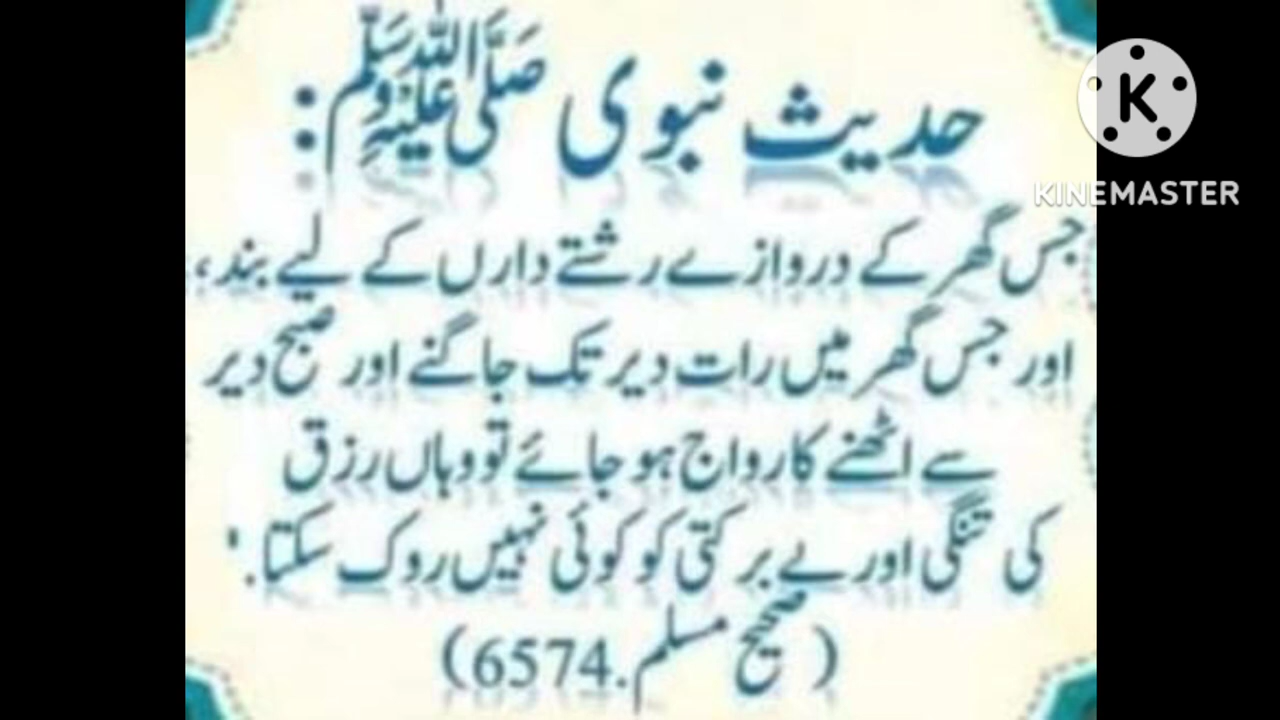 حدیث نبوی صَلَّی اللّٰہُ عَلَیْہِ وَسَلَّم :
K
KINEMASTER
جس گھر کے دروازے رشتے دارں کے لیے بند،
اور جس گھر میں رات دیر تک جاگنے اور صبح دیر
سے اٹھنے کا رواج ہو جائے تو وہاں رزق
کی تنگی اور بے برکتی کو کوئی نہیں روک سکتا.'
(صحیح مسلم.6574)